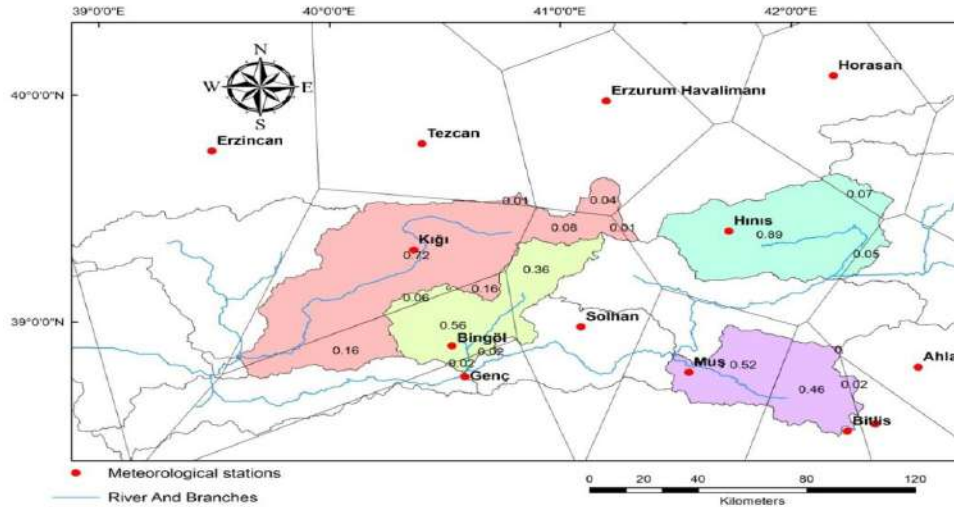 39°0'0"E 40°0'0"E 41°0'0"E 42°0'0"E
N
W E
S
Horasan
40°0'0"N
Erzurum Havalimanı
Tezcan
Erzincan
0.01
0.04
0.07
Kığı
0.72
0.08
0.01
Hınıs
0.89
0.05
0.36
0.16
0.06
39°0'0"N
0.56
Solhan
Bingöl
0.02
0.02
0.16
Genç
Muş
0.52
0.46
0.02
0
Ahla
Bitlis
Meteorological stations
River And Branches
0 20 40 80 120
Kilometers